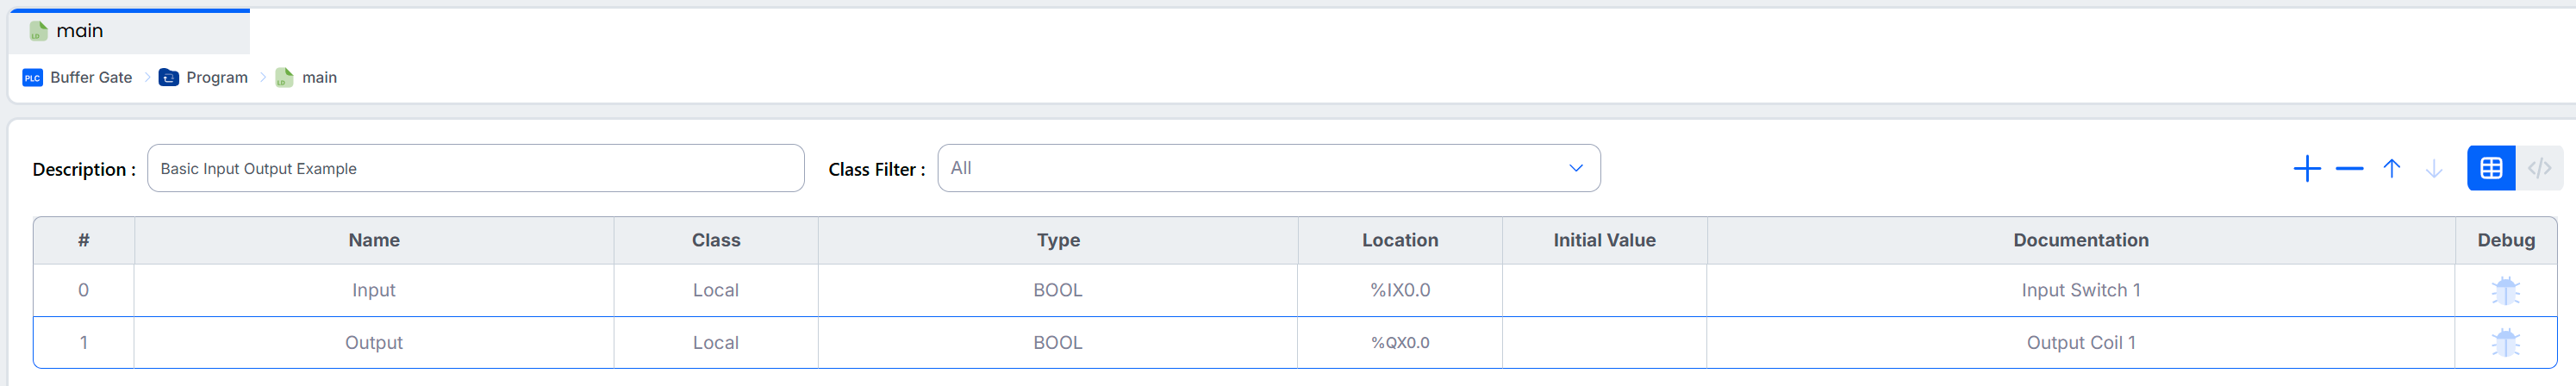 LD main
PLC Buffer Gate Program LD main
Description : Basic Input Output Example Class Filter : All </>
# Name Class Type Location Initial Value Documentation Debug
0 Input Local BOOL %IX0.0 Input Switch 1
1 Output Local BOOL %QX0.0 Output Coil 1